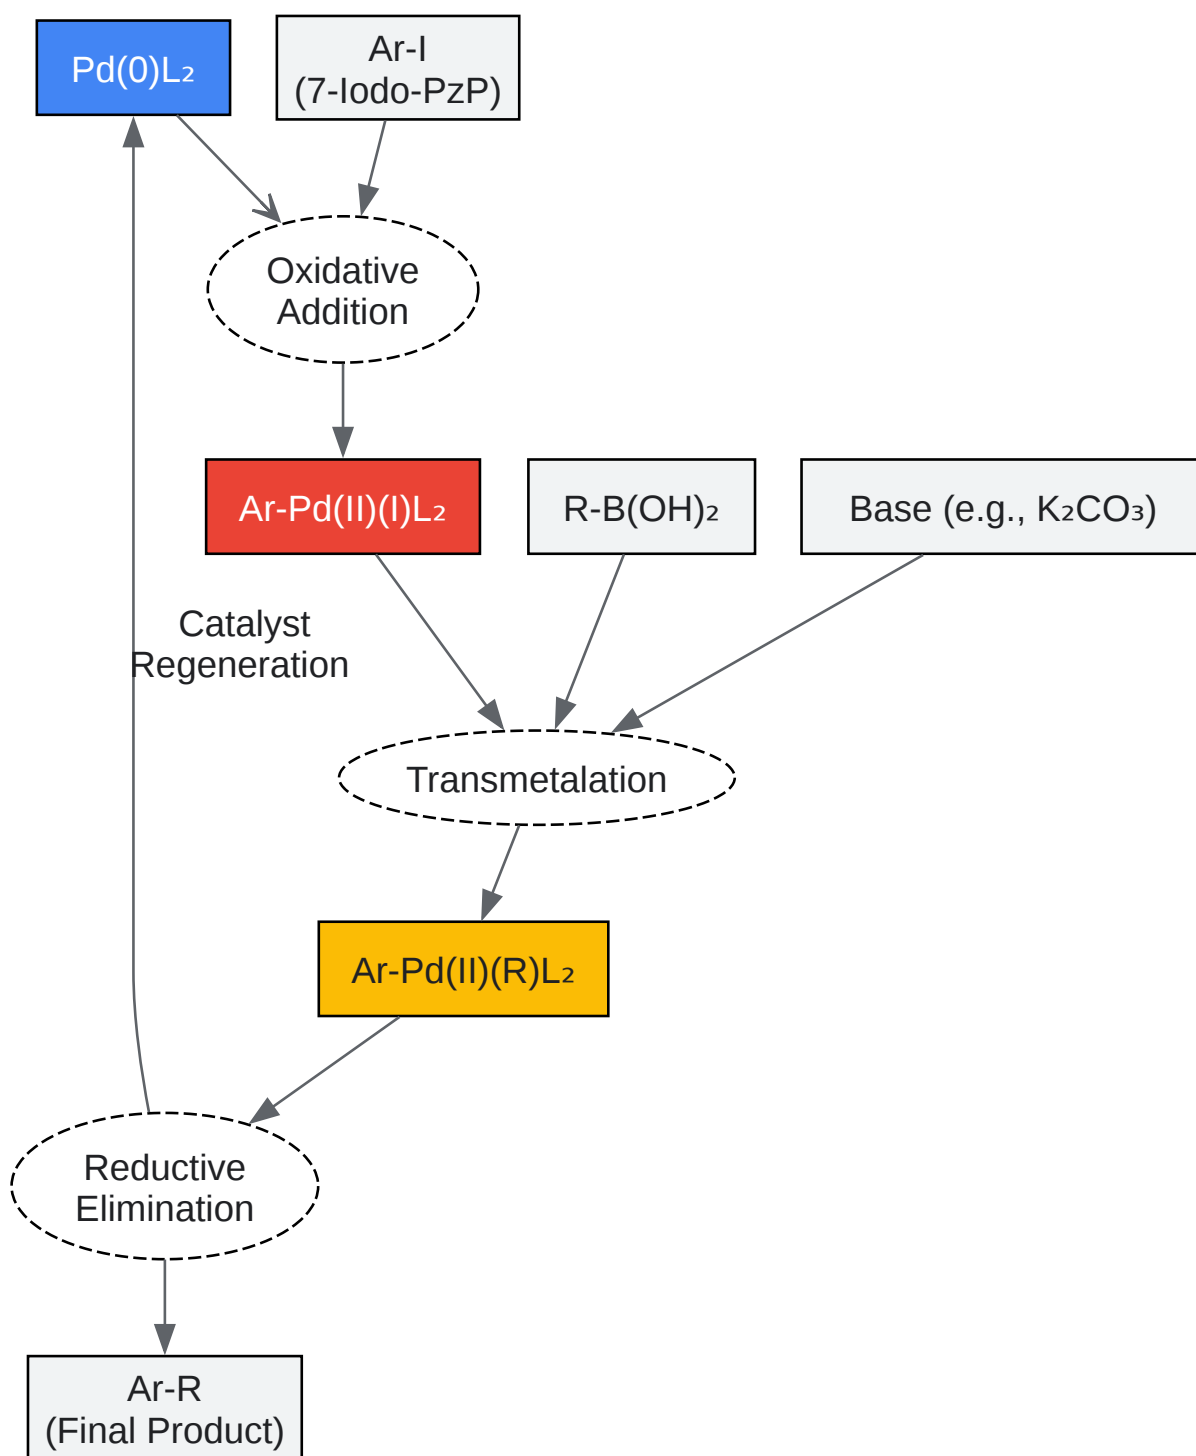 Pd(0)L₂
Ar-I
(7-Iodo-PzP)
Oxidative
Addition
Ar-Pd(II)(I)L₂
R-B(OH)₂
Base (e.g., K₂CO₃)
Catalyst
Regeneration
Transmetalation
Ar-Pd(II)(R)L₂
Reductive
Elimination
Ar-R
(Final Product)